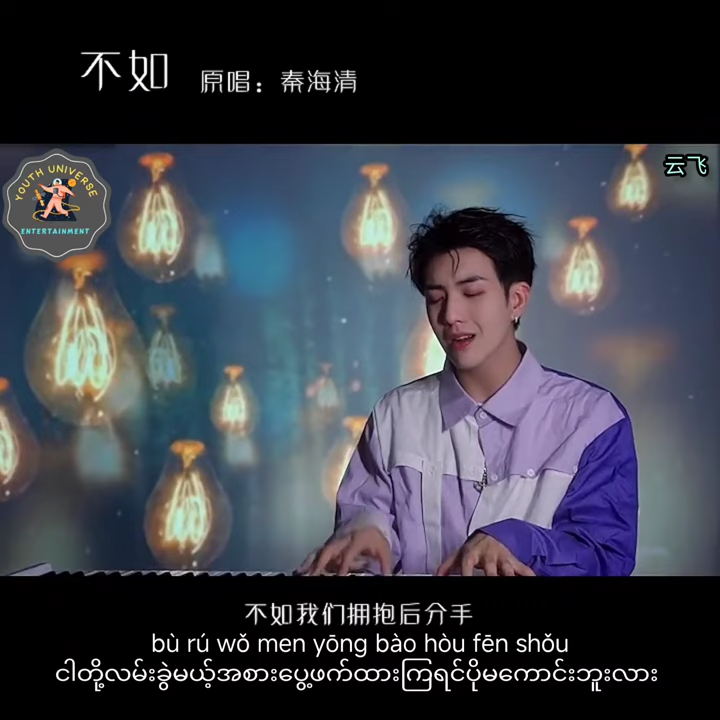 不如 原唱：秦海清
YOUTH UNIVERSE
ENTERTAINMENT
云飞
不如我们拥抱后分手
bù rú wǒ men yōng bào hòu fēn shǒu
ငါတို့လမ်းခွဲမယ့်အစားပွေ့ဖက်ထားကြရင်ပိုမကောင်းဘူးလား